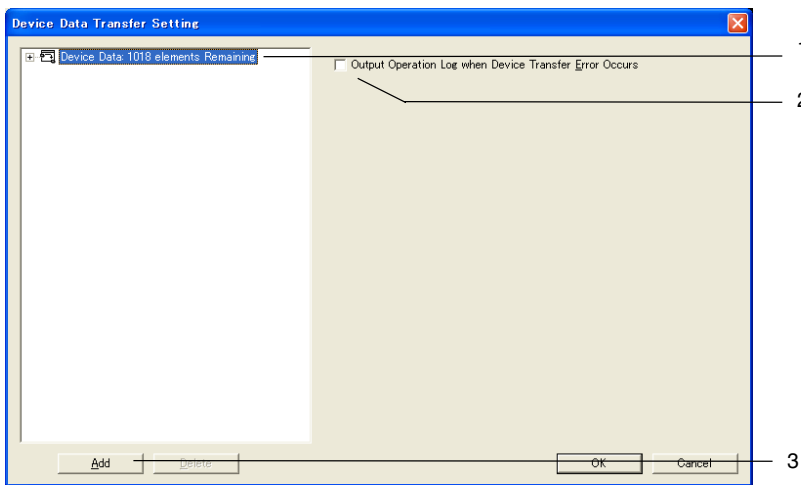 Device Data Transfer Setting
Device Data: 1018 elements Remaining
1
Output Operation Log when Device Transfer Error Occurs
2
Add Delete OK Cancel 3